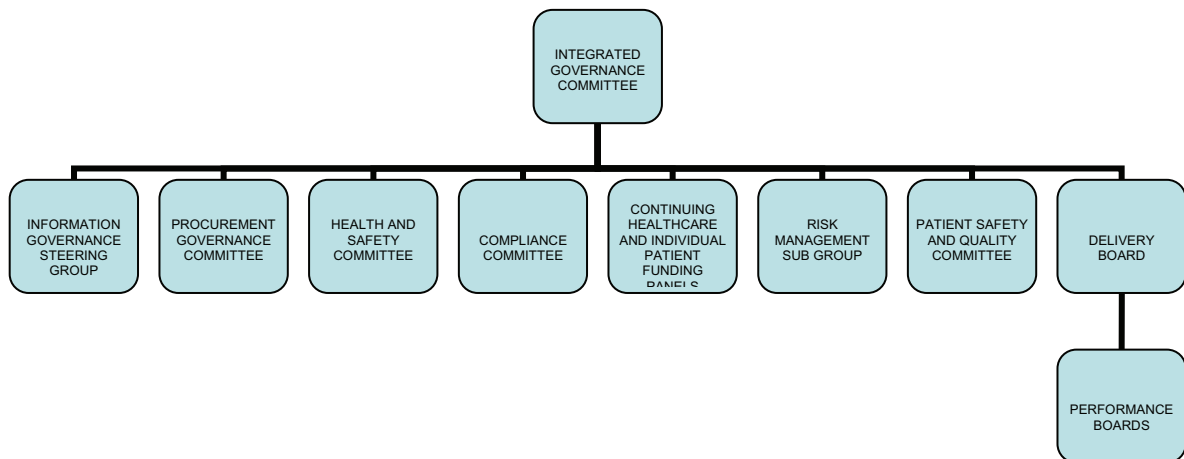 INTEGRATED
GOVERNANCE
COMMITTEE
INFORMATION
GOVERNANCE
STEERING
GROUP
PROCUREMENT
GOVERNANCE
COMMITTEE
HEALTH AND
SAFETY
COMMITTEE
COMPLIANCE
COMMITTEE
CONTINUING
HEALTHCARE
AND INDIVIDUAL
PATIENT
FUNDING
PANELS
RISK
MANAGEMENT
SUB GROUP
PATIENT SAFETY
AND QUALITY
COMMITTEE
DELIVERY
BOARD
PERFORMANCE
BOARDS